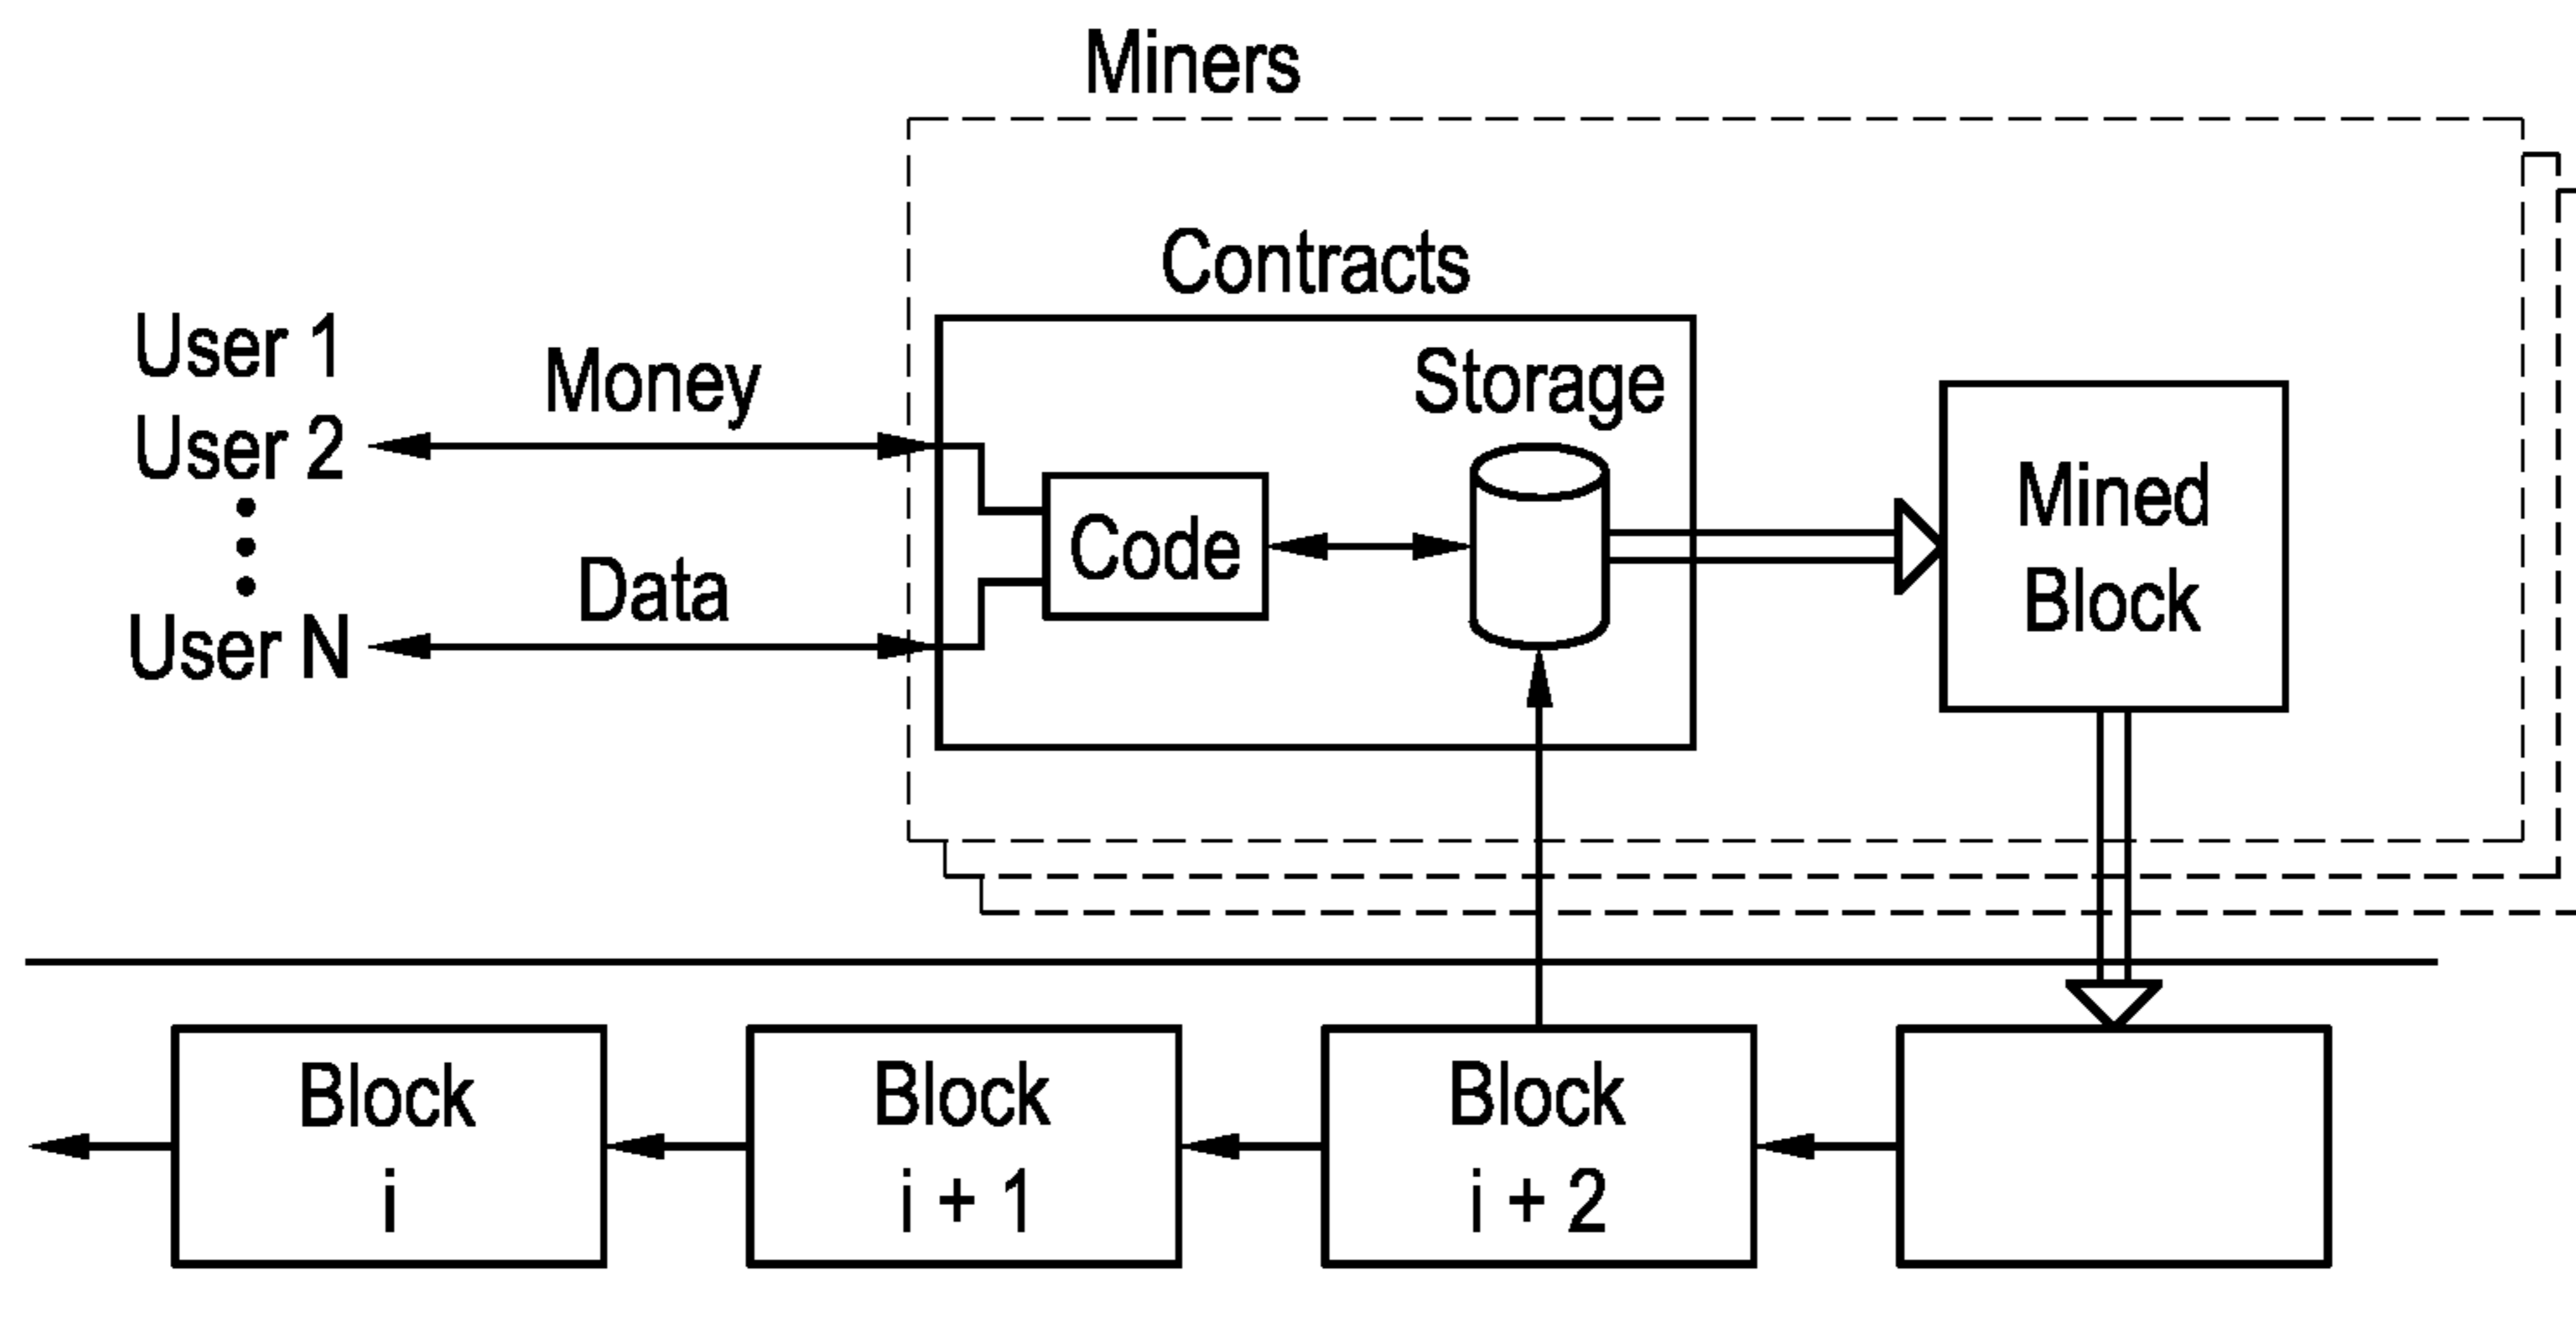 Miners
Contracts
User 1
User 2
User N
Money
Data
Code
Storage
Mined
Block
Block
i
Block
i + 1
Block
i + 2